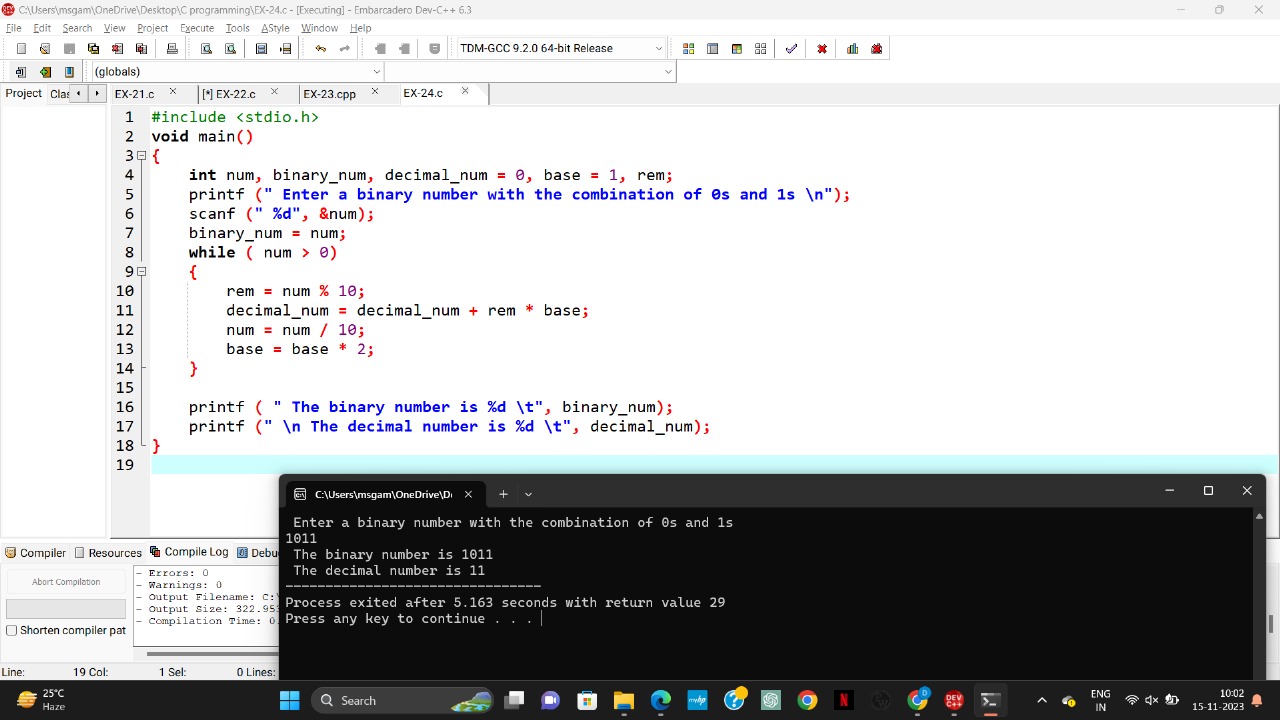 C:\Users\msgam\OneDrive\Desktop\C programming\EX-24.c - [Executing] - Embarcadero Dev-C++ 6.3
File Edit Search View Project Execute Tools AStyle Window Help
TDM-GCC 9.2.0 64-bit Release
(globals)
Project Clas EX-21.c [*] EX-22.c EX-23.cpp EX-24.c
1 #include <stdio.h>
2 void main()
3 {
4 int num, binary_num, decimal_num = 0, base = 1, rem;
5 printf (" Enter a binary number with the combination of 0s and 1s \n");
6 scanf (" %d", &num);
7 binary_num = num;
8 while ( num > 0)
9 {
10 rem = num % 10;
11 decimal_num = decimal_num + rem * base;
12 num = num / 10;
13 base = base * 2;
14 }
15
16 printf ( " The binary number is %d \t", binary_num);
17 printf (" \n The decimal number is %d \t", decimal_num);
18 }
19
C:\Users\msgam\OneDrive\D
Enter a binary number with the combination of 0s and 1s
1011
The binary number is 1011
The decimal number is 11
--------------------------------
Process exited after 5.163 seconds with return value 29
Press any key to continue . . .
Compiler Resources Compile Log Debu
Abort Compilation
Shorten compiler pat
- Errors: 0
- Warnings: 0
- Output Filename: C:\
- Output Size: 322.953
- Compilation Time: 0.
Line: 19 Col: 1 Sel: 0 Lines:
25°C
Haze
Search
ENG
IN
10:02
15-11-2023